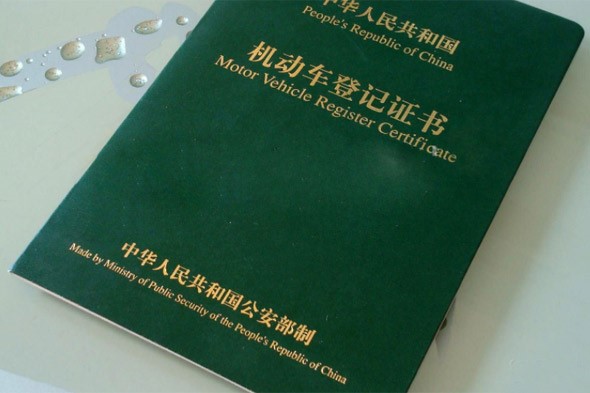 中华人民共和国
People's Republic of China
机动车登记证书
Motor Vehicle Register Certificate
中华人民共和国公安部制
Made by Ministry of Public Security of the People's Republic of China